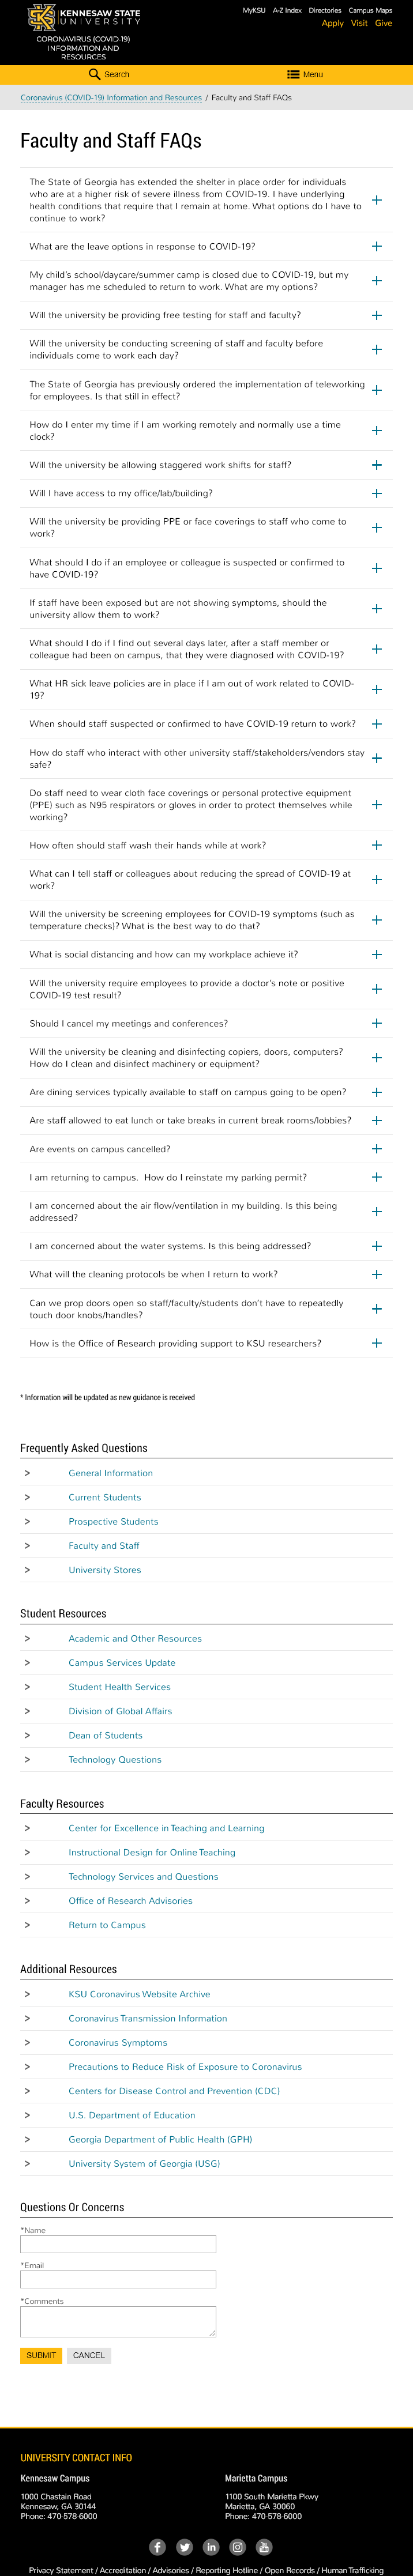 KENNESAW STATE
UNIVERSITY
MyKSU A-Z Index Directories Campus Maps
Apply Visit Give
CORONAVIRUS (COVID-19)
INFORMATION AND
RESOURCES
Search Menu
Coronavirus (COVID-19) Information and Resources / Faculty and Staff FAQs
Faculty and Staff FAQs
The State of Georgia has extended the shelter in place order for individuals
who are at a higher risk of severe illness from COVID-19. I have underlying
health conditions that require that I remain at home. What options do I have to
continue to work?
What are the leave options in response to COVID-19?
My child's school/daycare/summer camp is closed due to COVID-19, but my
manager has me scheduled to return to work. What are my options?
Will the university be providing free testing for staff and faculty?
Will the university be conducting screening of staff and faculty before
individuals come to work each day?
The State of Georgia has previously ordered the implementation of teleworking
for employees. Is that still in effect?
How do I enter my time if I am working remotely and normally use a time
clock?
Will the university be allowing staggered work shifts for staff?
Will I have access to my office/lab/building?
Will the university be providing PPE or face coverings to staff who come to
work?
What should I do if an employee or colleague is suspected or confirmed to
have COVID-19?
If staff have been exposed but are not showing symptoms, should the
university allow them to work?
What should I do if I find out several days later, after a staff member or
colleague had been on campus, that they were diagnosed with COVID-19?
What HR sick leave policies are in place if I am out of work related to COVID-
19?
When should staff suspected or confirmed to have COVID-19 return to work?
How do staff who interact with other university staff/stakeholders/vendors stay
safe?
Do staff need to wear cloth face coverings or personal protective equipment
(PPE) such as N95 respirators or gloves in order to protect themselves while
working?
How often should staff wash their hands while at work?
What can I tell staff or colleagues about reducing the spread of COVID-19 at
work?
Will the university be screening employees for COVID-19 symptoms (such as
temperature checks)? What is the best way to do that?
What is social distancing and how can my workplace achieve it?
Will the university require employees to provide a doctor's note or positive
COVID-19 test result?
Should I cancel my meetings and conferences?
Will the university be cleaning and disinfecting copiers, doors, computers?
How do I clean and disinfect machinery or equipment?
Are dining services typically available to staff on campus going to be open?
Are staff allowed to eat lunch or take breaks in current break rooms/lobbies?
Are events on campus cancelled?
I am returning to campus. How do I reinstate my parking permit?
I am concerned about the air flow/ventilation in my building. Is this being
addressed?
I am concerned about the water systems. Is this being addressed?
What will the cleaning protocols be when I return to work?
Can we prop doors open so staff/faculty/students don't have to repeatedly
touch door knobs/handles?
How is the Office of Research providing support to KSU researchers?
* Information will be updated as new guidance is received
Frequently Asked Questions
> General Information
> Current Students
> Prospective Students
> Faculty and Staff
> University Stores
Student Resources
> Academic and Other Resources
> Campus Services Update
> Student Health Services
> Division of Global Affairs
> Dean of Students
> Technology Questions
Faculty Resources
> Center for Excellence in Teaching and Learning
> Instructional Design for Online Teaching
> Technology Services and Questions
> Office of Research Advisories
> Return to Campus
Additional Resources
> KSU Coronavirus Website Archive
> Coronavirus Transmission Information
> Coronavirus Symptoms
> Precautions to Reduce Risk of Exposure to Coronavirus
> Centers for Disease Control and Prevention (CDC)
> U.S. Department of Education
> Georgia Department of Public Health (GPH)
> University System of Georgia (USG)
Questions Or Concerns
*Name
*Email
*Comments
SUBMIT CANCEL
UNIVERSITY CONTACT INFO
Kennesaw Campus
1000 Chastain Road
Kennesaw, GA 30144
Phone: 470-578-6000
Marietta Campus
1100 South Marietta Pkwy
Marietta, GA 30060
Phone: 470-578-6000
Privacy Statement / Accreditation / Advisories / Reporting Hotline / Open Records / Human Trafficking